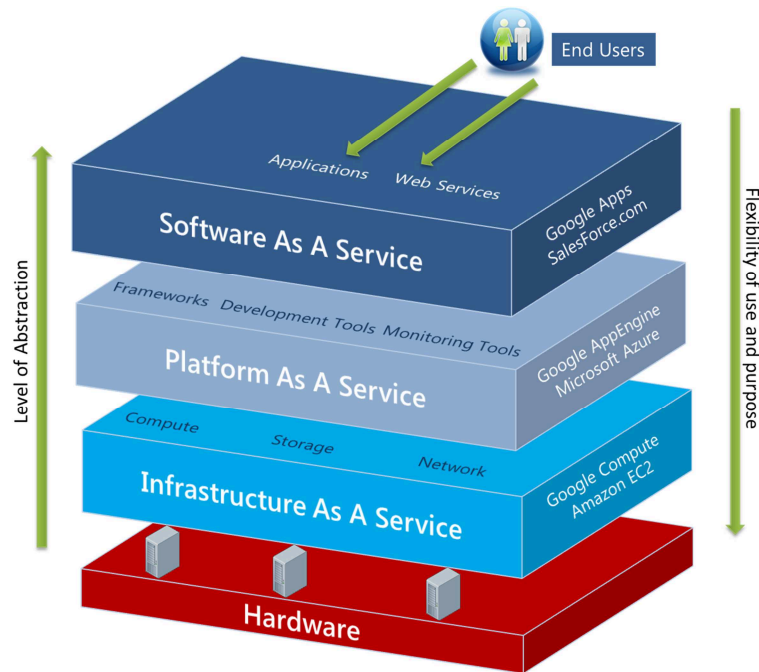 End Users
Applications
Web Services
Software As A Service
Google Apps
SalesForce.com
Frameworks
Development Tools
Monitoring Tools
Platform As A Service
Google AppEngine
Microsoft Azure
Compute
Storage
Network
Infrastructure As A Service
Google Compute
Amazon EC2
Hardware
Level of Abstraction
Flexibility of use and purpose